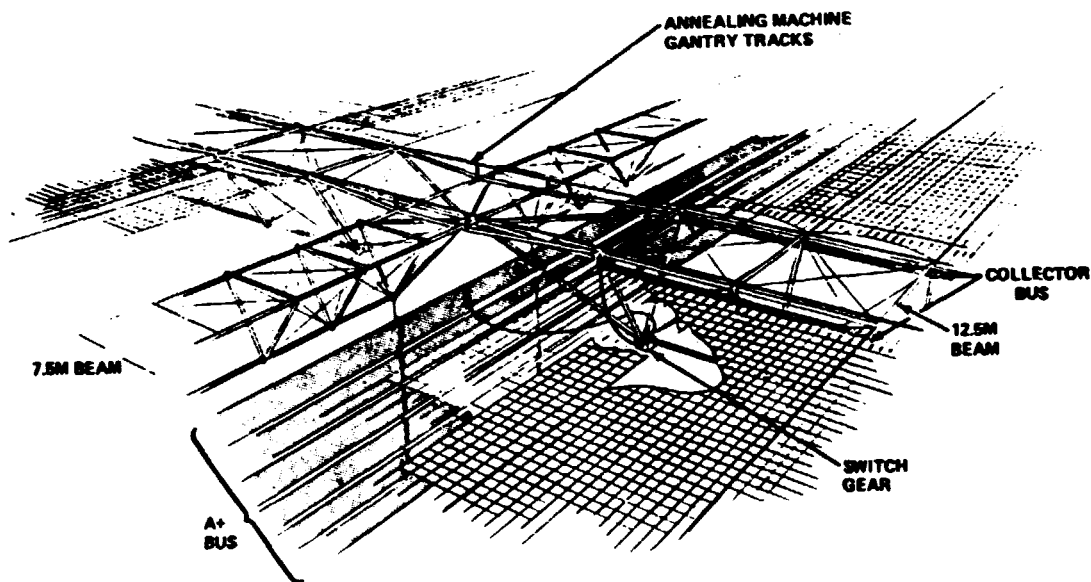 ANNEALING MACHINE
GANTRY TRACKS
COLLECTOR
BUS
12.5M
BEAM
7.5M BEAM
SWITCH
GEAR
A+
BUS